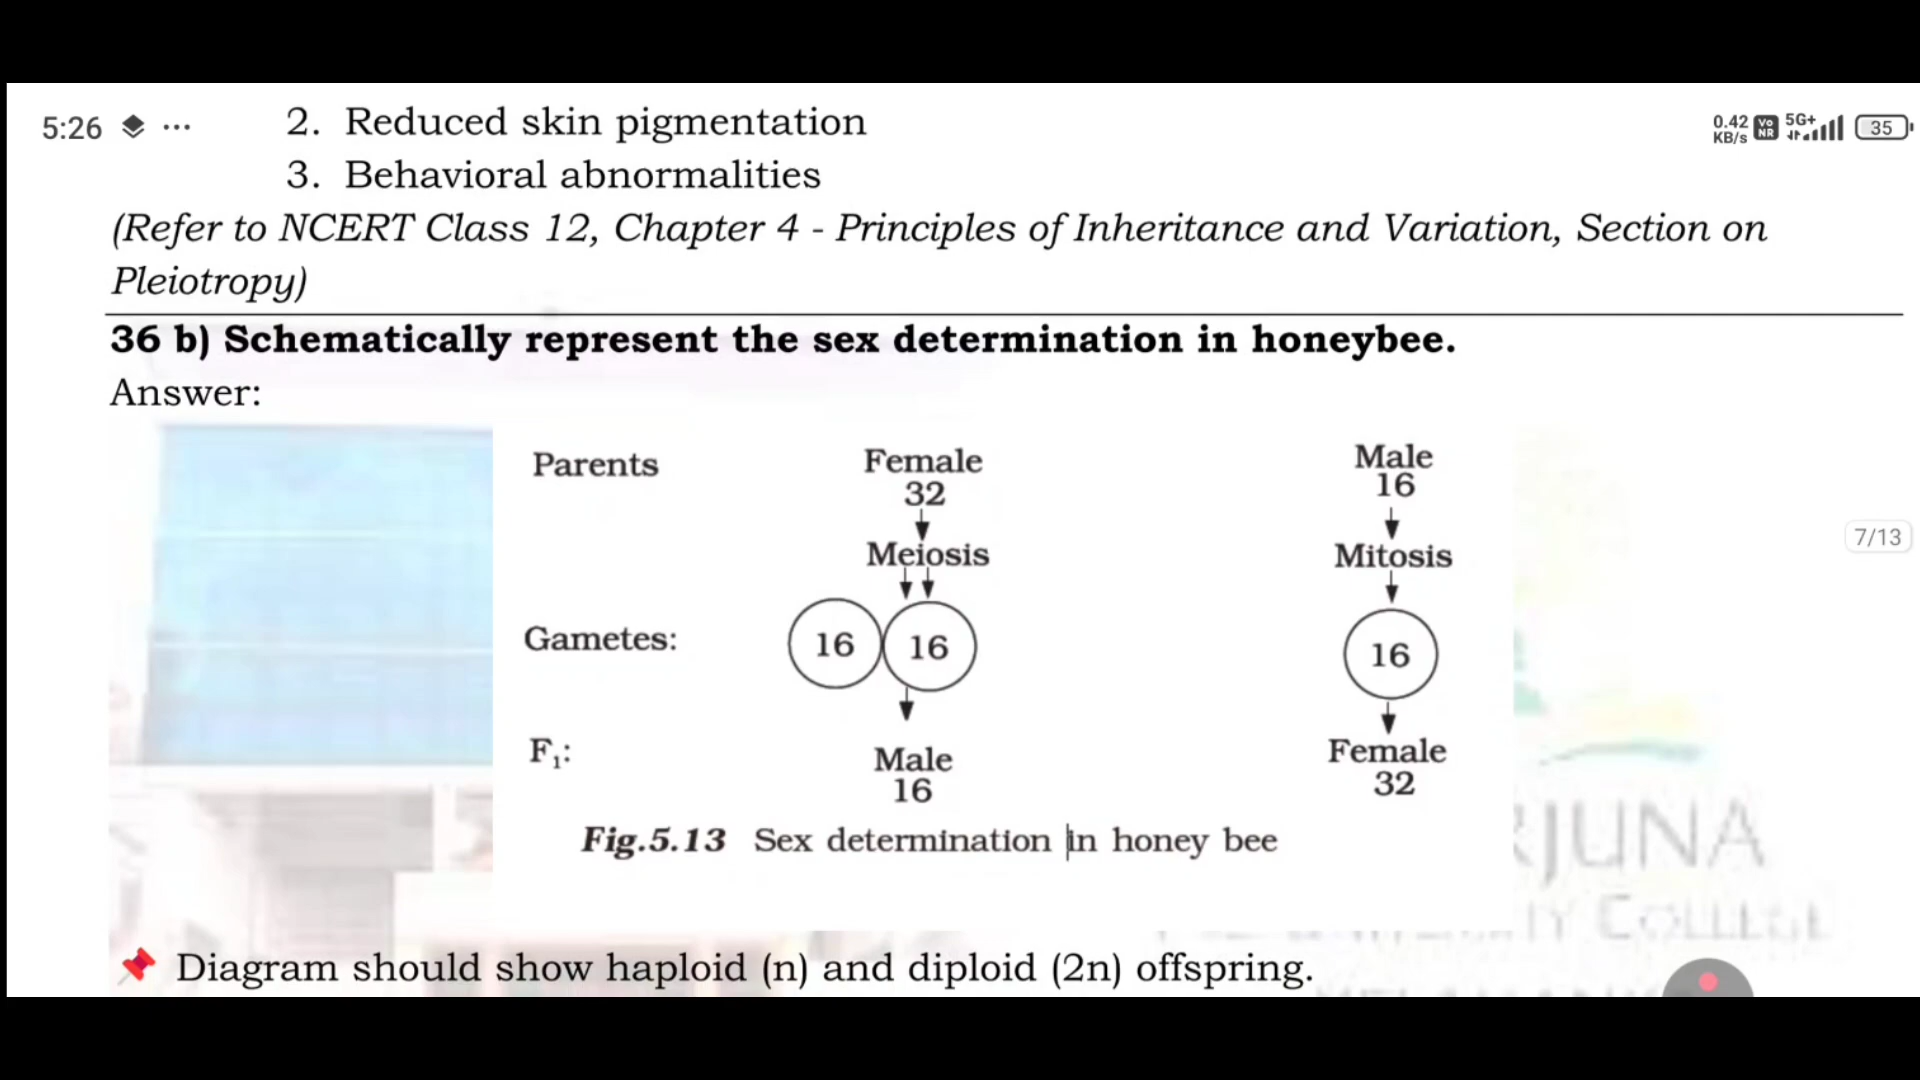 5:26 ...
0.42 KB/s Vo NR 5G+ 35
2. Reduced skin pigmentation
3. Behavioral abnormalities
(Refer to NCERT Class 12, Chapter 4 - Principles of Inheritance and Variation, Section on
Pleiotropy)
36 b) Schematically represent the sex determination in honeybee.
Answer:
Parents Female Male
32 16
Meiosis Mitosis
Gametes: 16 16 16
F₁: Male Female
16 32
Fig.5.13 Sex determination in honey bee
7/13
JUNA
COLLEGE
📌 Diagram should show haploid (n) and diploid (2n) offspring.